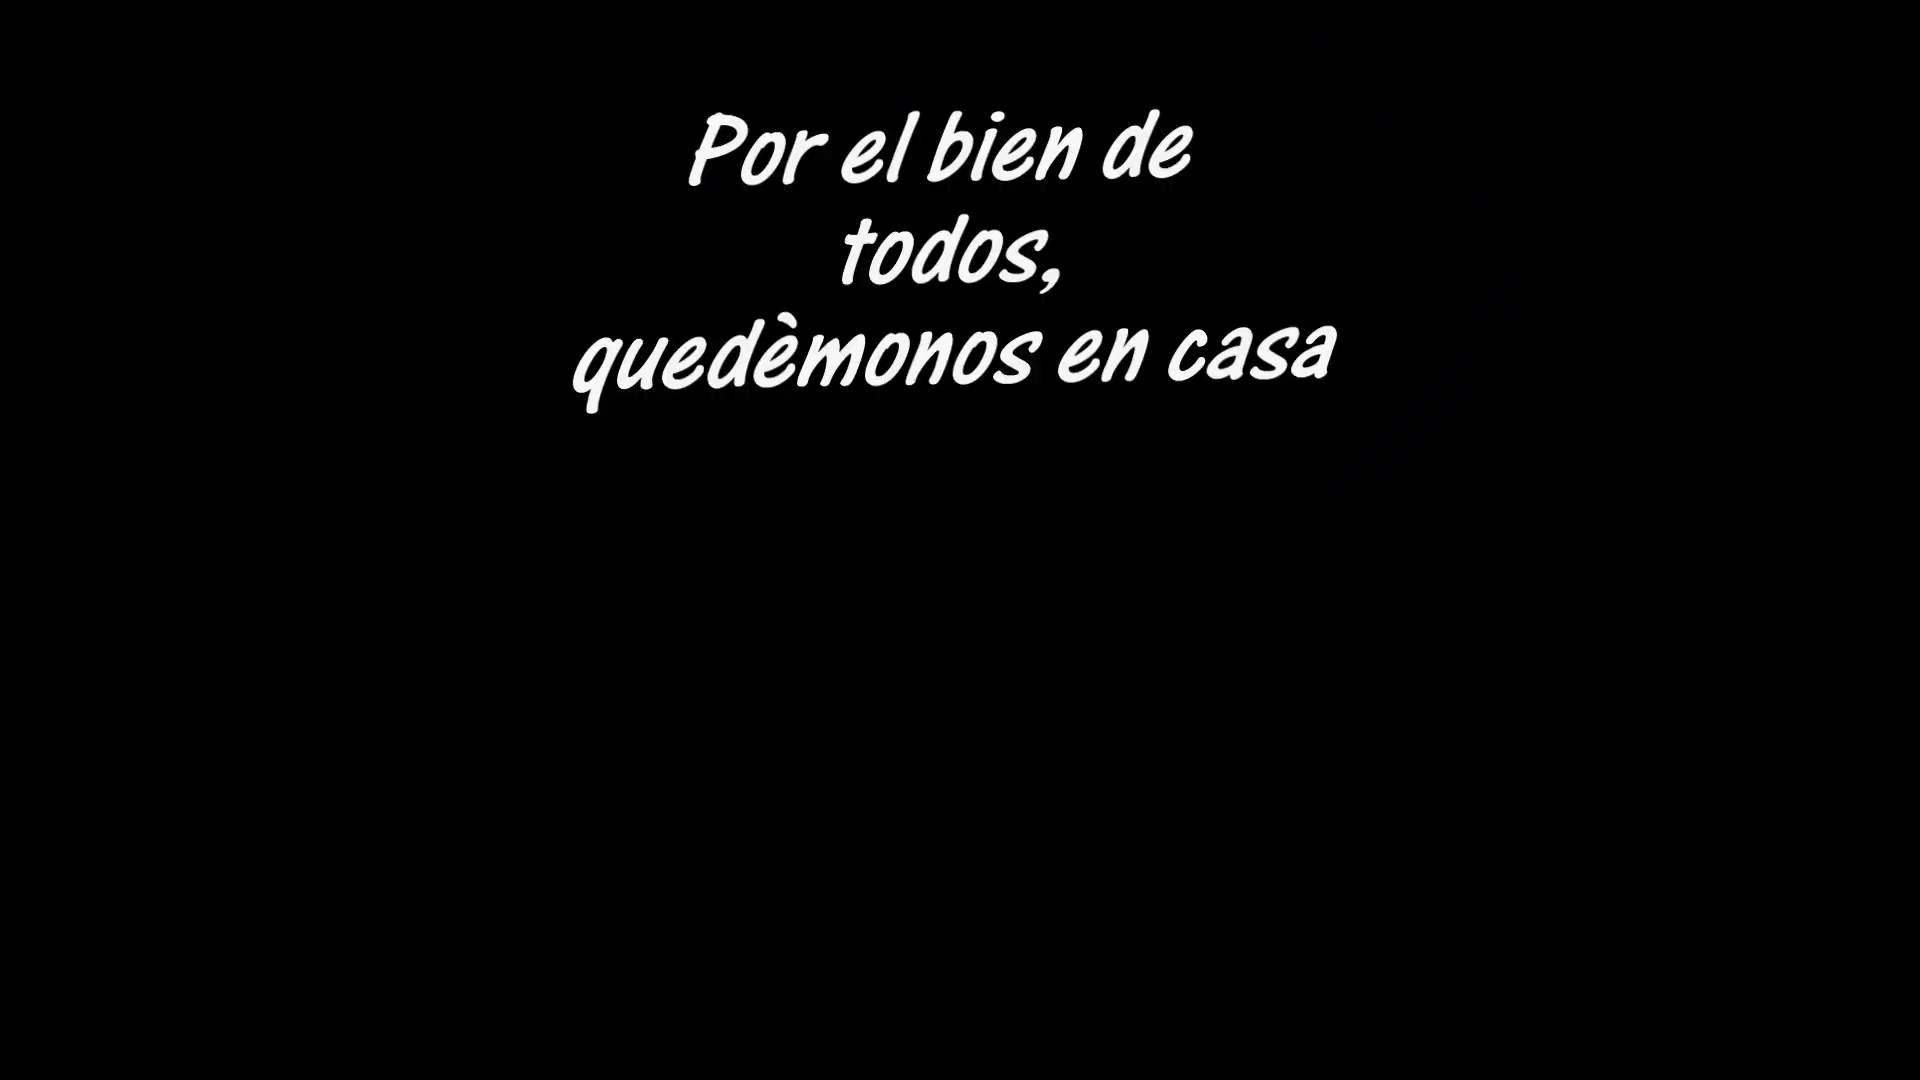 Por el bien de
todos,
quedèmonos en casa